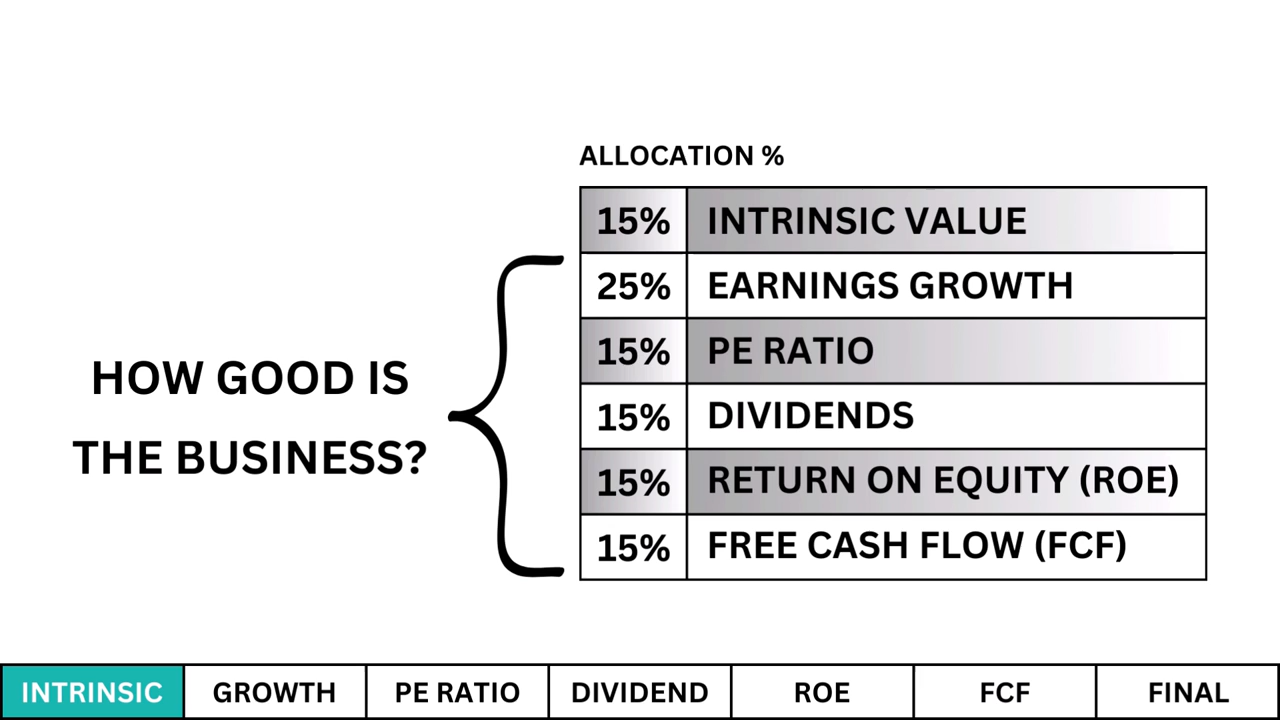 ALLOCATION %
15% INTRINSIC VALUE
25% EARNINGS GROWTH
15% PE RATIO
15% DIVIDENDS
15% RETURN ON EQUITY (ROE)
15% FREE CASH FLOW (FCF)
HOW GOOD IS
THE BUSINESS?
INTRINSIC GROWTH PE RATIO DIVIDEND ROE FCF FINAL